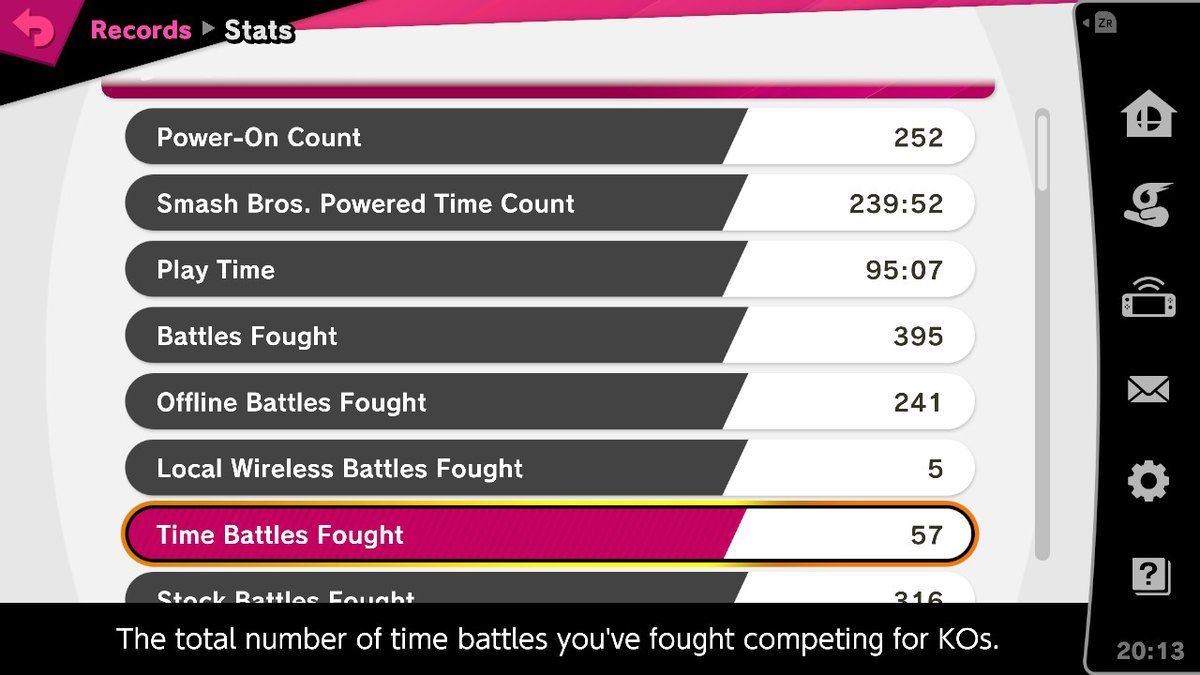 Records ▶ Stats
ZR
Power-On Count 252
Smash Bros. Powered Time Count 239:52
Play Time 95:07
Battles Fought 395
Offline Battles Fought 241
Local Wireless Battles Fought 5
Time Battles Fought 57
Stock Battles Fought 316
The total number of time battles you've fought competing for KOs.
20:13